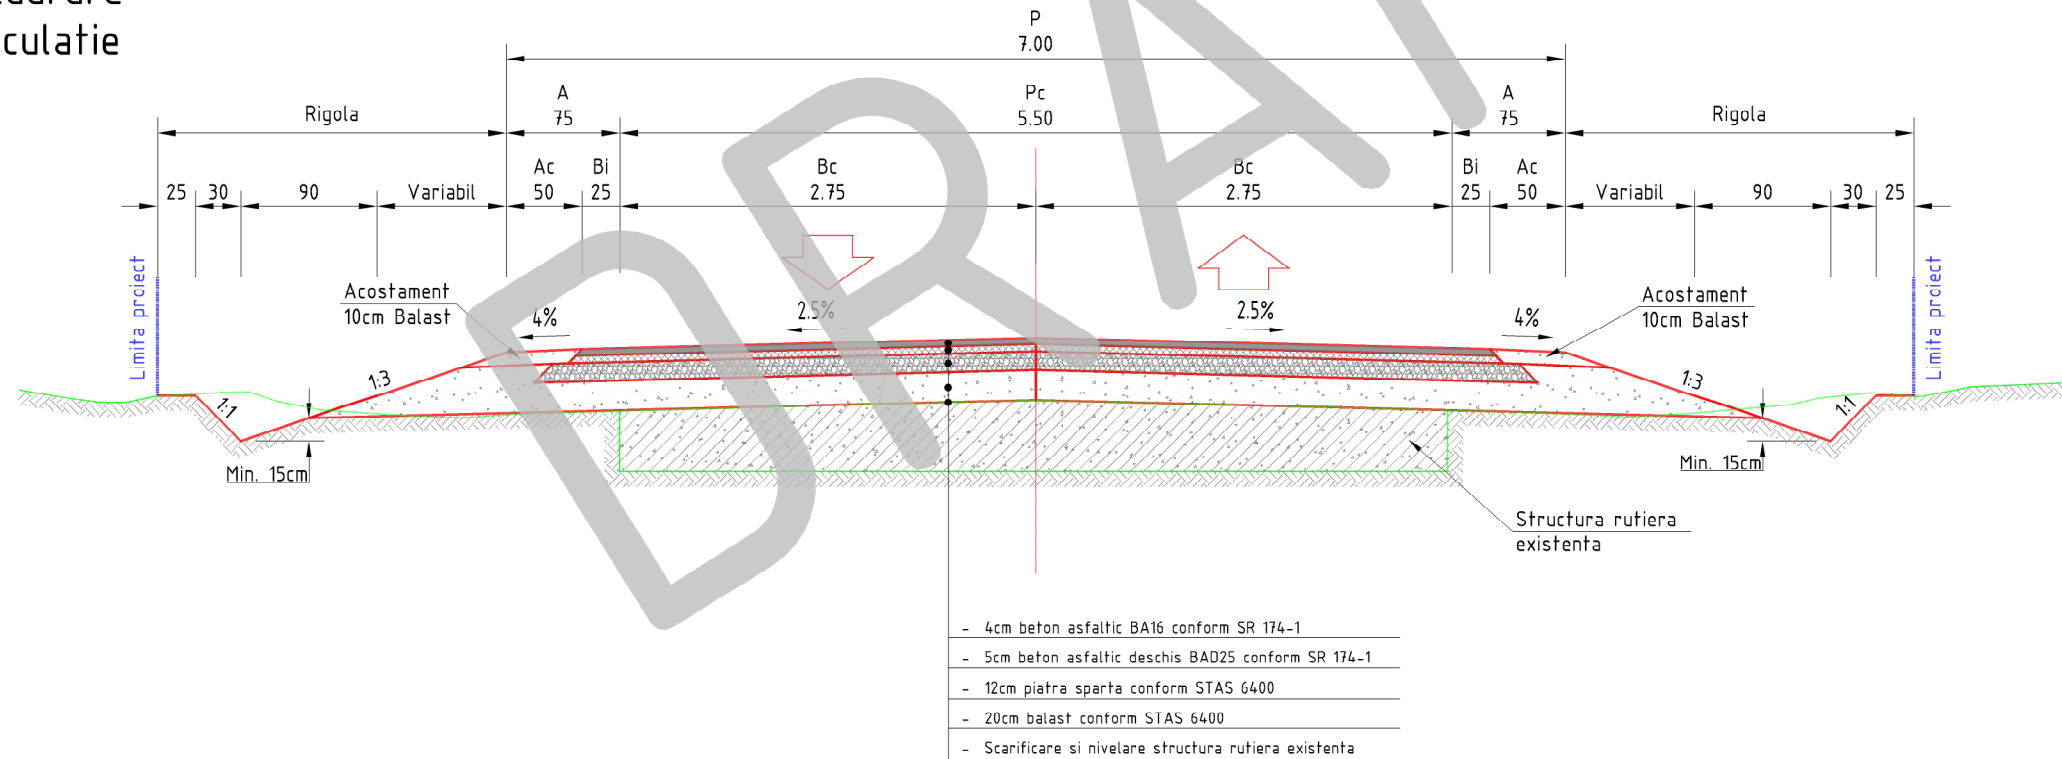 culatie
P
7.00
A
Pc
A
Rigola
75
5.50
75
Rigola
Ac
Bi
Bc
Bc
Bi
Ac
25
30
90
Variabil
50
25
2.75
2.75
25
50
Variabil
90
30
25
Limita proiect
Acostament
10cm Balast
4%
2.5%
2.5%
4%
Acostament
10cm Balast
Limita proiect
1:1
1:3
1:3
1:1
Min. 15cm
Min. 15cm
Structura rutiera
existenta
- 4cm beton asfaltic BA16 conform SR 174-1
- 5cm beton asfaltic deschis BAD25 conform SR 174-1
- 12cm piatra sparta conform STAS 6400
- 20cm balast conform STAS 6400
- Scarificare si nivelare structura rutiera existenta